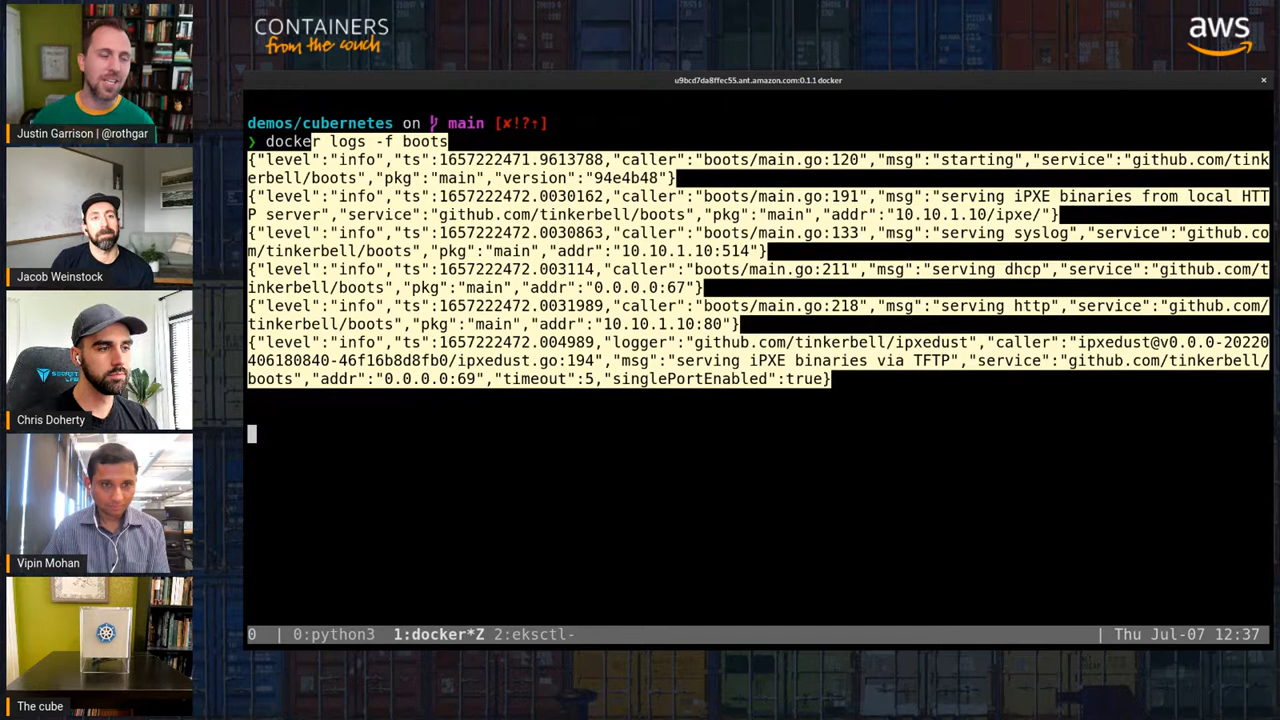 CONTAINERS
from the couch
aws
Justin Garrison | @rothgar
Jacob Weinstock
SECRETLAB
Chris Doherty
Vipin Mohan
The cube
u9bcd7da8ffec55.ant.amazon.com:0.1.1 docker
×
demos/cubernetes on main [✘!?⇡]
❯ docker logs -f boots
{"level":"info","ts":1657222471.9613788,"caller":"boots/main.go:120","msg":"starting","service":"github.com/tink
erbell/boots","pkg":"main","version":"94e4b48"}
{"level":"info","ts":1657222472.0030162,"caller":"boots/main.go:191","msg":"serving iPXE binaries from local HTT
P server","service":"github.com/tinkerbell/boots","pkg":"main","addr":"10.10.1.10/ipxe/"}
{"level":"info","ts":1657222472.0030863,"caller":"boots/main.go:133","msg":"serving syslog","service":"github.co
m/tinkerbell/boots","pkg":"main","addr":"10.10.1.10:514"}
{"level":"info","ts":1657222472.003114,"caller":"boots/main.go:211","msg":"serving dhcp","service":"github.com/t
inkerbell/boots","pkg":"main","addr":"0.0.0.0:67"}
{"level":"info","ts":1657222472.0031989,"caller":"boots/main.go:218","msg":"serving http","service":"github.com/
tinkerbell/boots","pkg":"main","addr":"10.10.1.10:80"}
{"level":"info","ts":1657222472.004989,"logger":"github.com/tinkerbell/ipxedust","caller":"ipxedust@v0.0.0-20220
406180840-46f16b8d8fb0/ipxedust.go:194","msg":"serving iPXE binaries via TFTP","service":"github.com/tinkerbell/
boots","addr":"0.0.0.0:69","timeout":5,"singlePortEnabled":true}
0 | 0:python3 1:docker*Z 2:eksctl- | Thu Jul-07 12:37